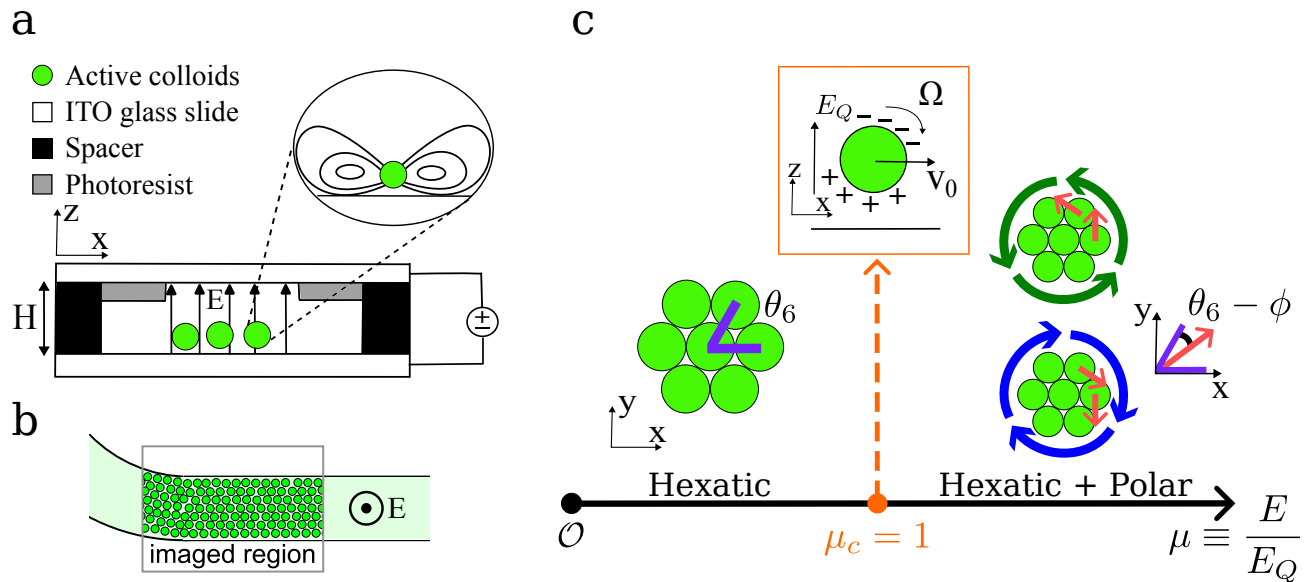 a
Active colloids
ITO glass slide
Spacer
Photoresist
z
x
H
E
±
b
E
imaged region
c
E_Q
Ω
− − − − −
z
x
v_0
+ + + + +
θ_6
y
x
θ_6 − ϕ
y
x
Hexatic
Hexatic + Polar
𝒪
μ_c = 1
μ ≡ E/E_Q